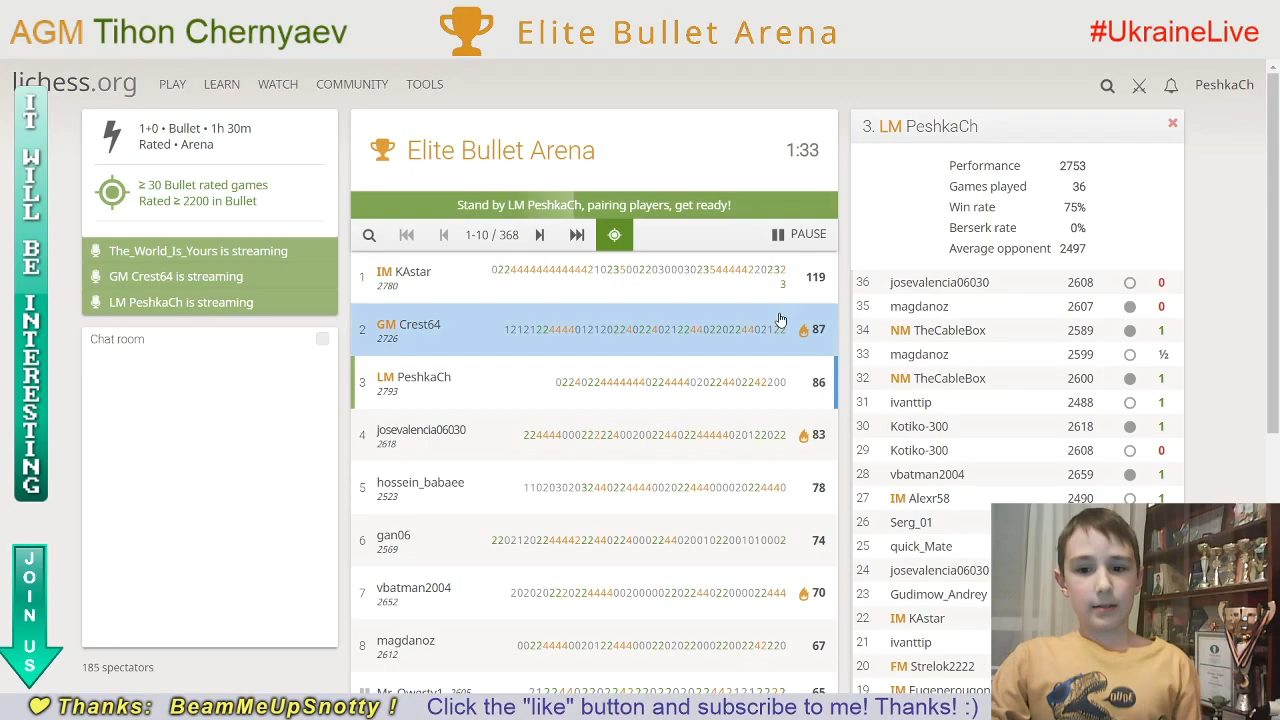 AGM Tihon Chernyaev
Elite Bullet Arena
#UkraineLive
lichess.org
PLAY LEARN WATCH COMMUNITY TOOLS
PeshkaCh
IT WILL BE INTERESTING
JOIN US
1+0 • Bullet • 1h 30m
Rated • Arena
≥ 30 Bullet rated games
Rated ≥ 2200 in Bullet
The_World_Is_Yours is streaming
GM Crest64 is streaming
LM PeshkaCh is streaming
Chat room
185 spectators
Elite Bullet Arena 1:33
Stand by LM PeshkaCh, pairing players, get ready!
1-10 / 368 PAUSE
1 IM KAstar 119
2780
2 GM Crest64 87
2726
3 LM PeshkaCh 022402244444440224444020224402242200 86
2793
4 josevalencia06030 83
2618
5 hossein_babaee 78
2523
6 gan06 74
2569
7 vbatman2004 70
2652
8 magdanoz 67
2612
Mr_Qwerty1 2605 65
3. LM PeshkaCh
Performance 2753
Games played 36
Win rate 75%
Berserk rate 0%
Average opponent 2497
36 josevalencia06030 2608 0
35 magdanoz 2607 0
34 NM TheCableBox 2589 1
33 magdanoz 2599 ½
32 NM TheCableBox 2600 1
31 ivanttip 2488 1
30 Kotiko-300 2618 1
29 Kotiko-300 2608 0
28 vbatman2004 2659 1
27 IM Alexr58 2490 1
26 Serg_01
25 quick_Mate
24 josevalencia06030
23 Gudimow_Andrey
22 IM KAstar
21 ivanttip
20 FM Strelok2222
19 IM Eugenerougon
Thanks: BeamMeUpSnotty !
Click the "like" button and subscribe to me! Thanks! :)